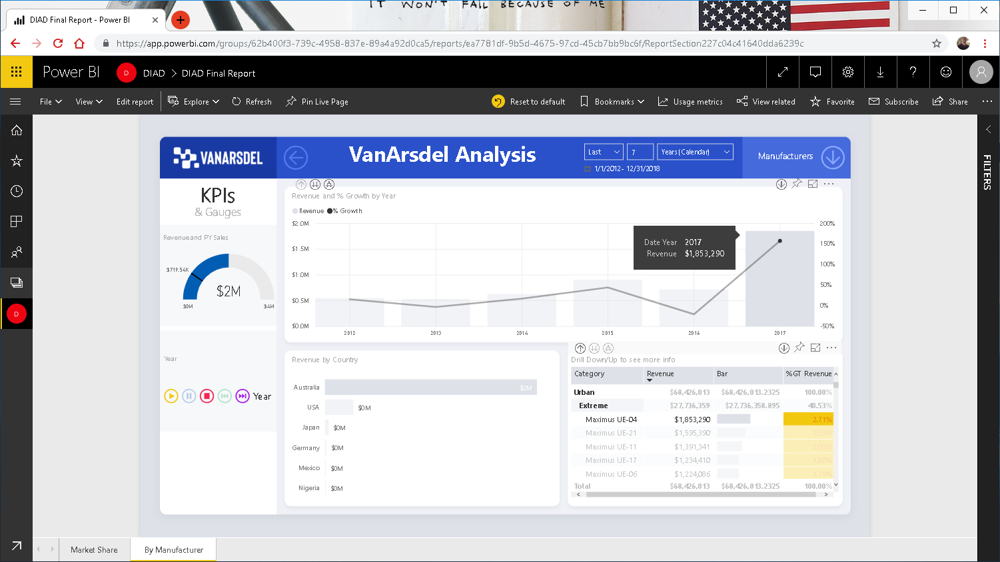 IT WON'T FAIL BECAUSE OF ME
DIAD Final Report - Power BI
https://app.powerbi.com/groups/62b400f3-739c-4958-837e-89a4a92d0ca5/reports/ea7781df-9b5d-4675-97cd-45cb7bb9bc6f/ReportSection227c04c41640dda6239c
Power BI D DIAD > DIAD Final Report
File View Edit report Explore Refresh Pin Live Page Reset to default Bookmarks Usage metrics View related Favorite Subscribe Share
VANARSDEL
VanArsdel Analysis
Last 7 Years (Calendar)
1/1/2012 - 12/31/2018
Manufacturers
FILTERS
KPIs
& Gauges
Revenue and PY Sales
$719.54K
$2M
$0M $4M
Year
Year
D
Revenue and % Growth by Year
Revenue % Growth
$2.0M
$1.5M
$1.0M
$0.5M
$0.0M
200%
150%
100%
50%
0%
-50%
Date Year 2017
Revenue $1,853,290
2012 2013 2014 2015 2016 2017
Revenue by Country
Australia $2M
USA $0M
Japan $0M
Germany $0M
Mexico $0M
Nigeria $0M
Drill Down/Up to see more info
Category Revenue Bar %GT Revenue
Urban $68,426,013 $68,426,013.2325 100.00%
Extreme $27,736,359 $27,736,358.895 40.53%
Maximus UE-04 $1,853,290 2.71%
Maximus UE-21 $1,595,390 2.33%
Maximus UE-11 $1,391,341 2.03%
Maximus UE-17 $1,234,410 1.80%
Maximus UE-06 $1,224,086 1.79%
Total $68,426,013 $68,426,013.2325 100.00%
Market Share By Manufacturer